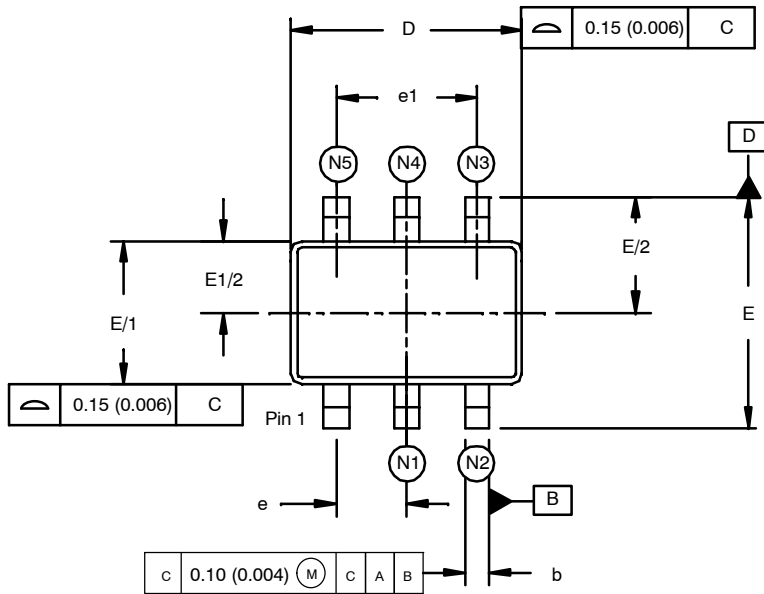 D
0.15 (0.006) C
e1
D
N5 N4 N3
E1/2
E/2
E/1
E
0.15 (0.006) C
Pin 1
N1 N2
e
B
C 0.10 (0.004) M C A B
b